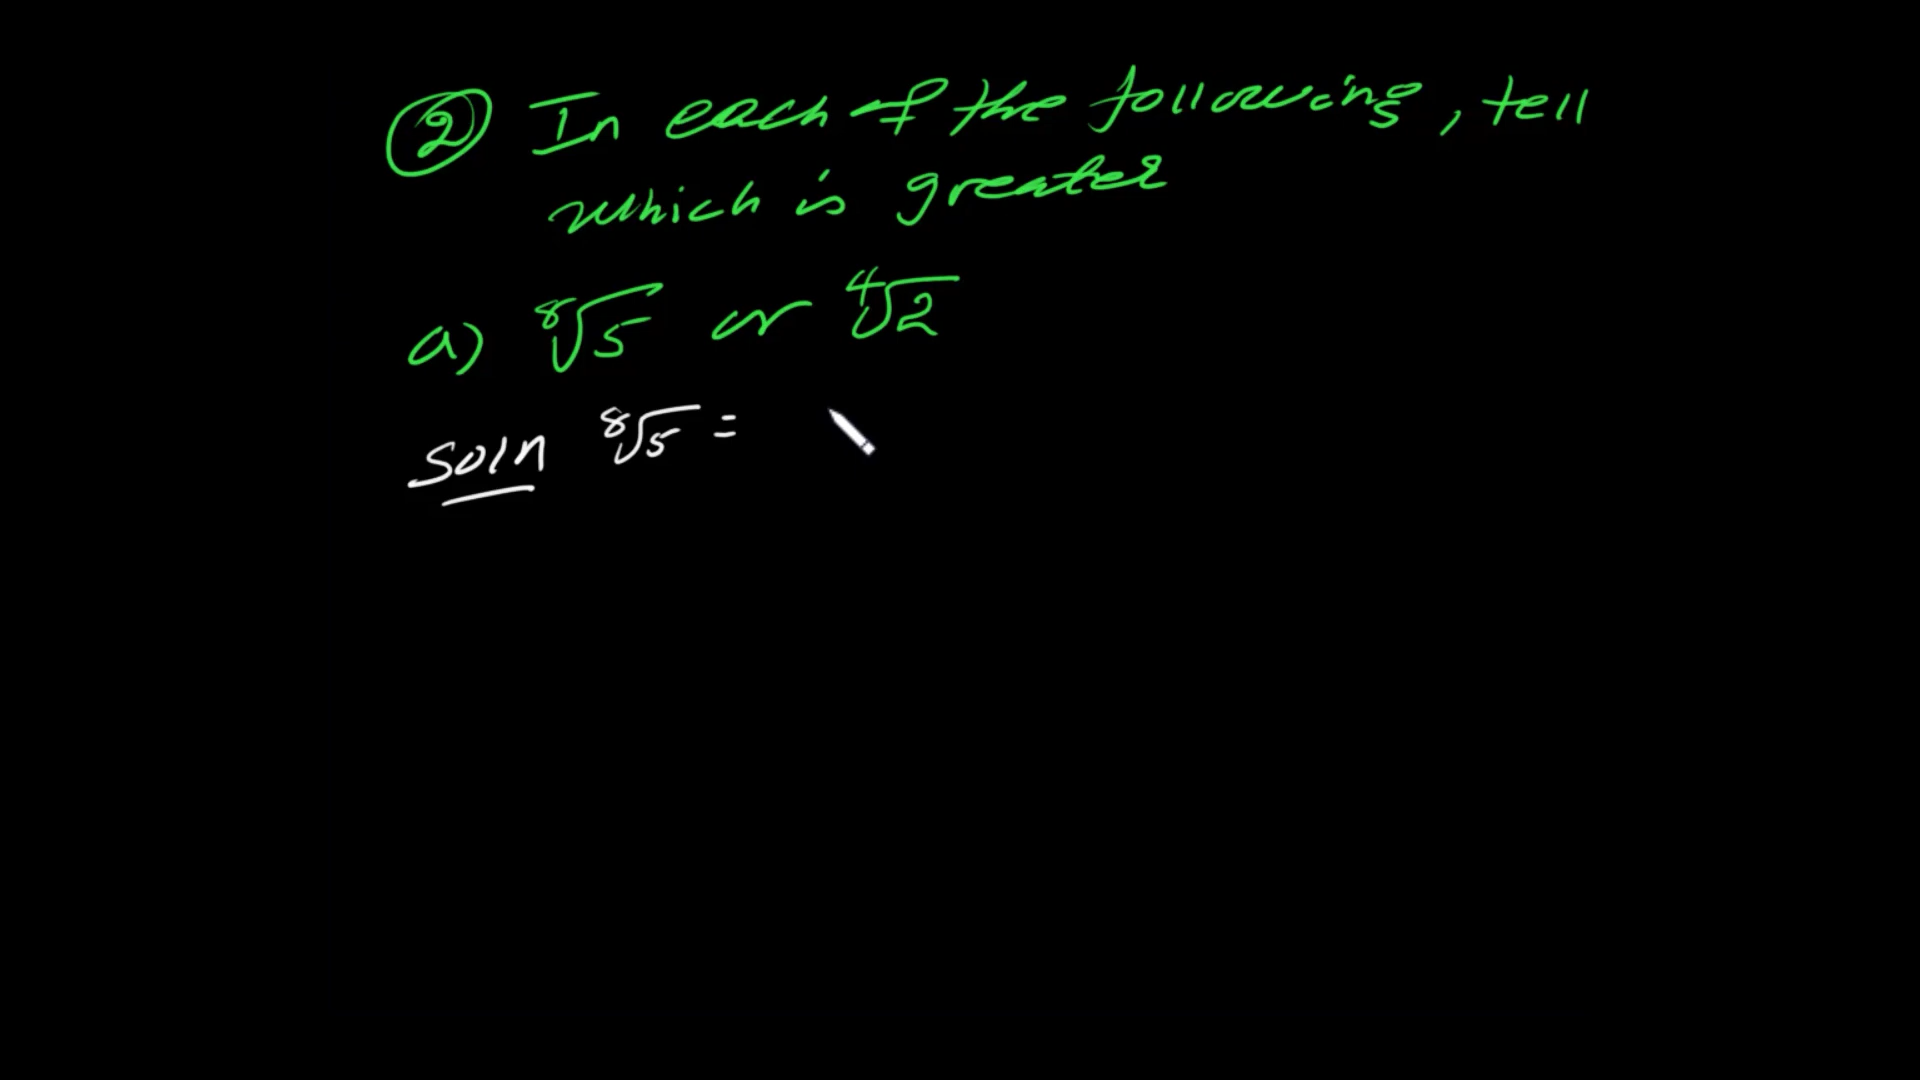 ② In each of the following, tell
which is greater
a) ⁸√5 or ⁴√2
Soln ⁸√5 =